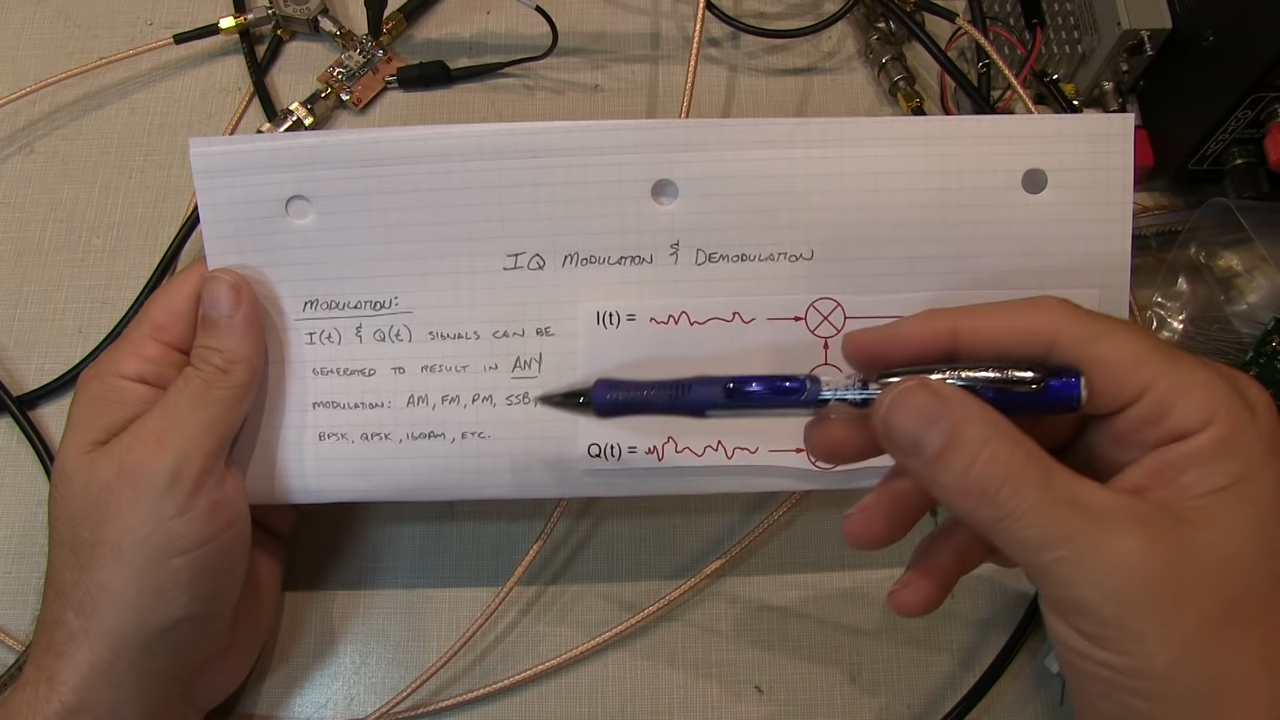 IQ MODULATION & DEMODULATION
MODULATION:
I(t) & Q(t) SIGNALS CAN BE
GENERATED TO RESULT IN ANY
MODULATION: AM, FM, PM, SSB,
BPSK, QPSK, 16QAM, ETC.
I(t) =
Q(t) =